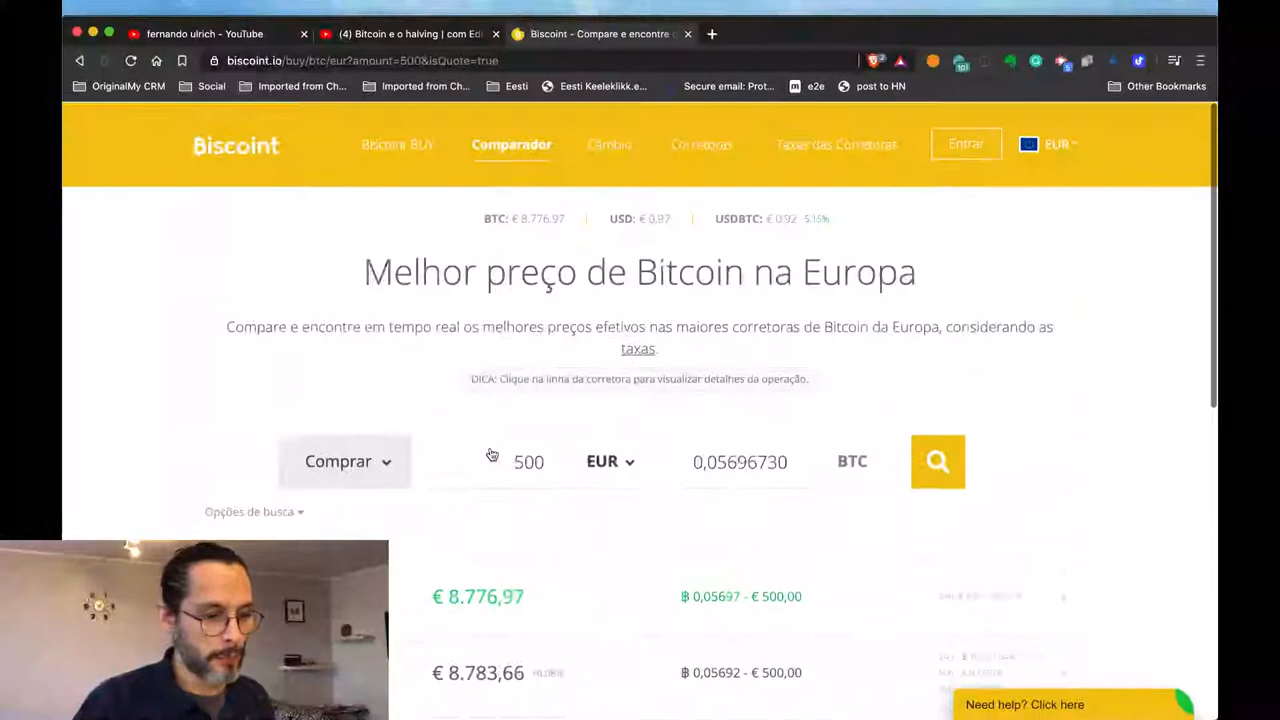 fernando ulrich - YouTube
(4) Bitcoin e o halving | com Edi
Biscoint - Compare e encontre o
biscoint.io/buy/btc/eur?amount=500&isQuote=true
OriginalMy CRM
Social
Imported from Ch...
Imported from Ch...
Eesti
Eesti Keeleklikk.e...
Secure email: Prot...
e2e
post to HN
Other Bookmarks
Biscoint
Biscoint BUY
Comparador
Câmbio
Corretoras
Taxas das Corretoras
Entrar
EUR
BTC: € 8.776,97
USD: € 0.97
USDBTC: € 0.92 5.15%
Melhor preço de Bitcoin na Europa
Compare e encontre em tempo real os melhores preços efetivos nas maiores corretoras de Bitcoin da Europa, considerando as
taxas.
DICA: Clique na linha da corretora para visualizar detalhes da operação.
Comprar
500
EUR
0,05696730
BTC
Opções de busca
€ 8.776,97
฿ 0,05697 - € 500,00
€ 8.783,66
฿ 0,05692 - € 500,00
Need help? Click here